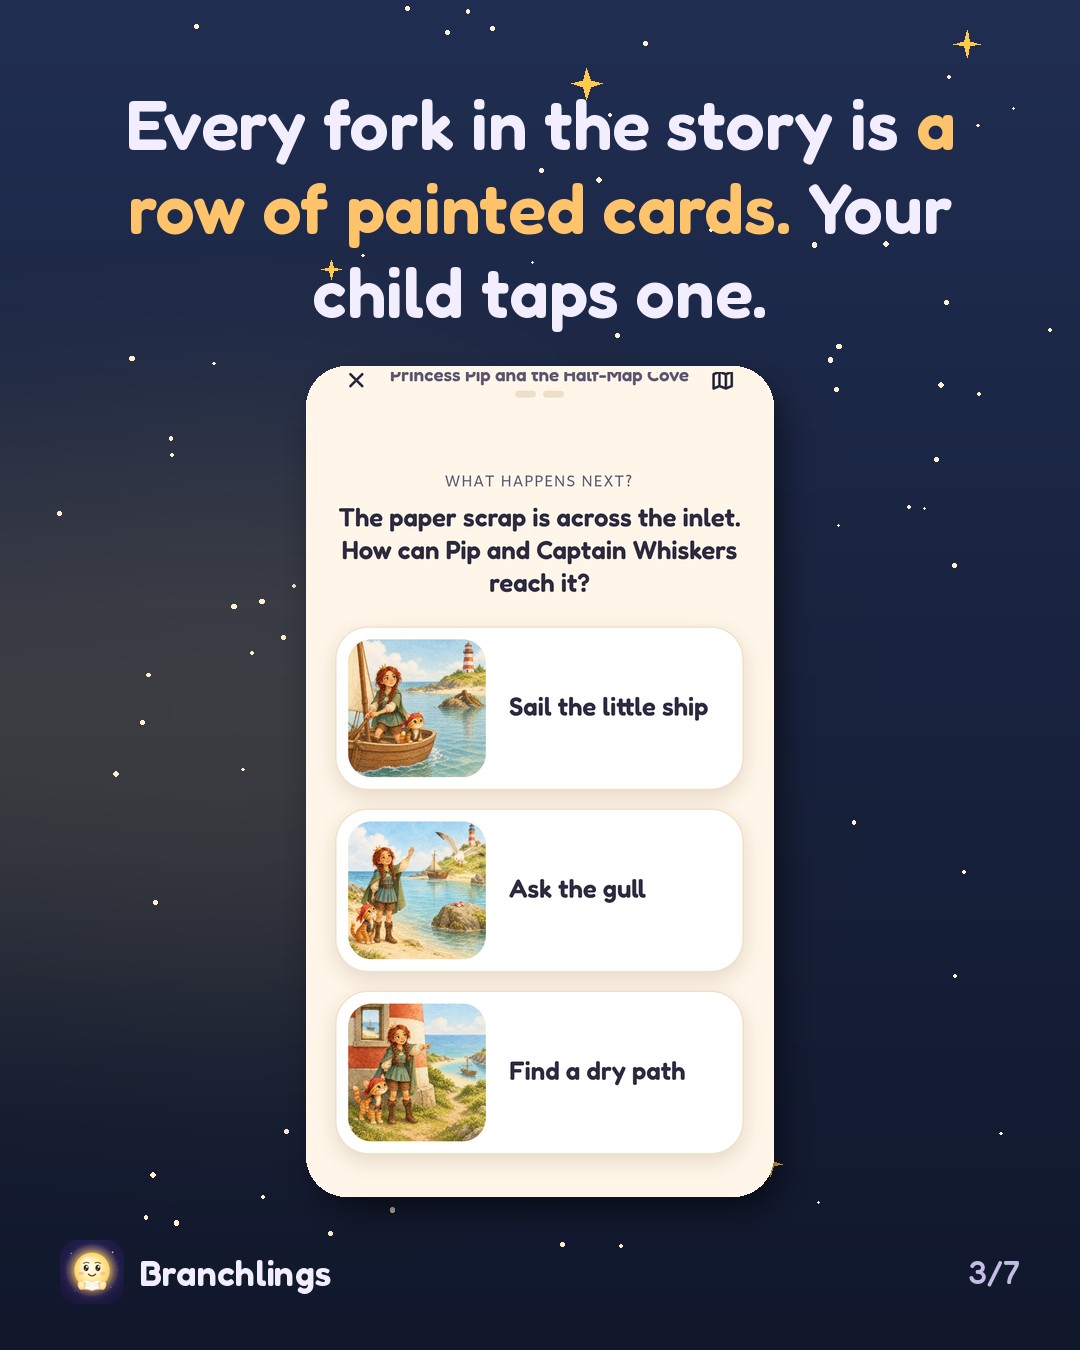 Every fork in the story is a
row of painted cards. Your
child taps one.
Princess Pip and the Half-Map Cove
WHAT HAPPENS NEXT?
The paper scrap is across the inlet.
How can Pip and Captain Whiskers
reach it?
Sail the little ship
Ask the gull
Find a dry path
Branchlings
3/7